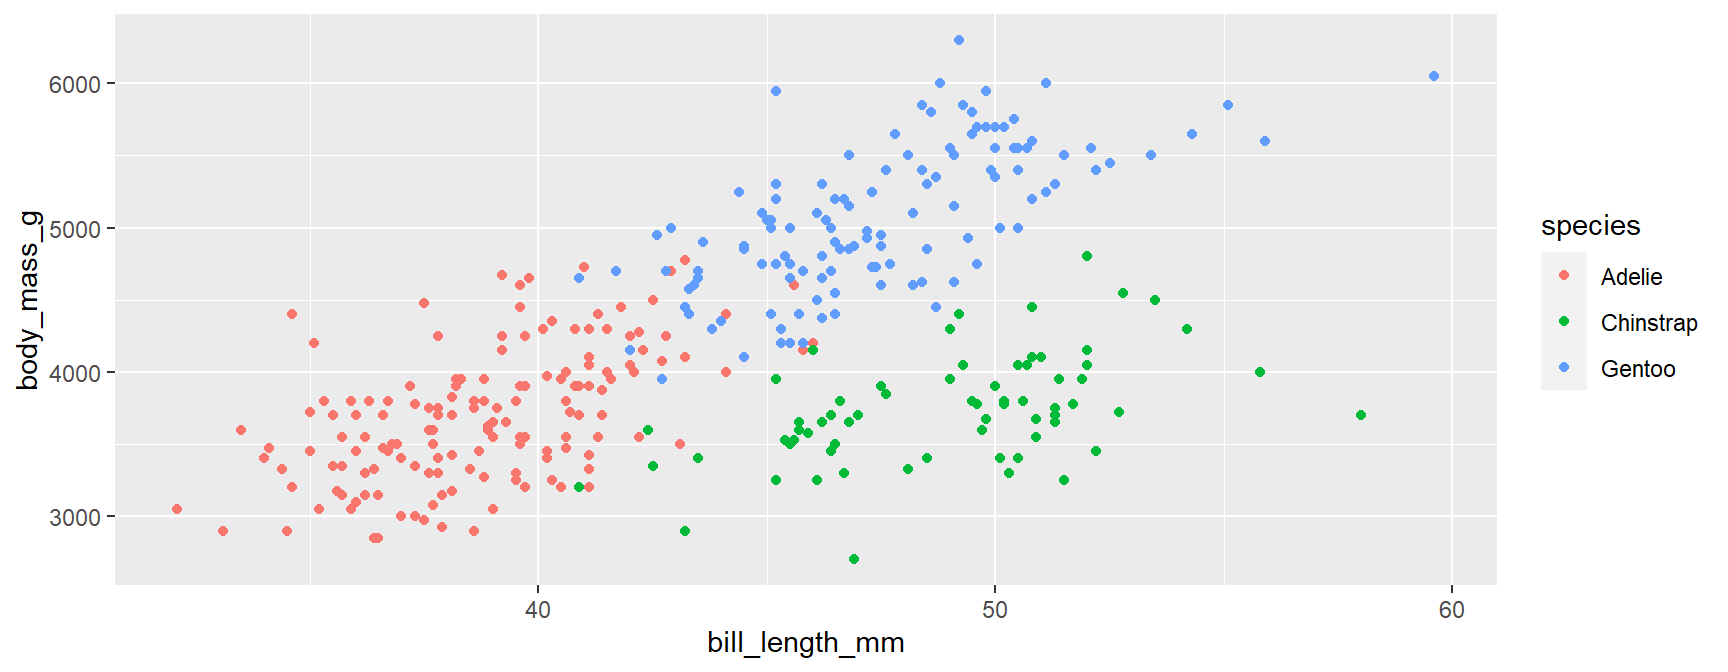 6000
5000
4000
3000
body_mass_g
40
50
60
bill_length_mm
species
Adelie
Chinstrap
Gentoo